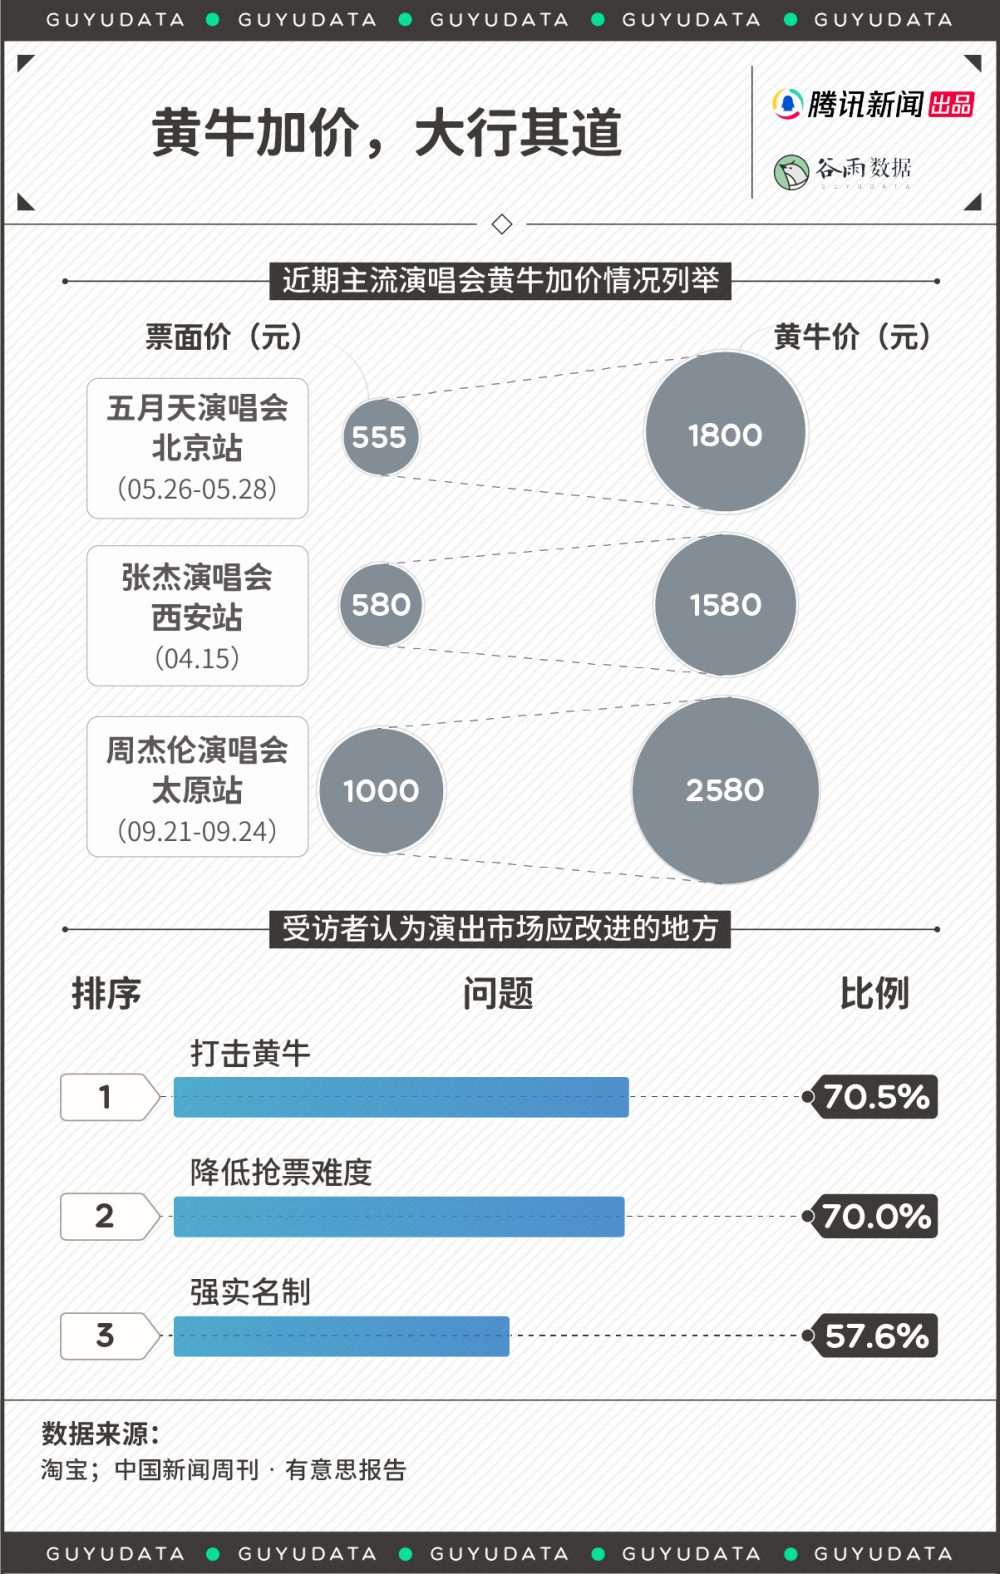 GUYUDATA ● GUYUDATA ● GUYUDATA ● GUYUDATA ● GUYUDATA
黄牛加价，大行其道
腾讯新闻 出品
谷雨数据
GUYUDATA
近期主流演唱会黄牛加价情况列举
票面价（元）
黄牛价（元）
五月天演唱会
北京站
（05.26-05.28）
555
1800
张杰演唱会
西安站
（04.15）
580
1580
周杰伦演唱会
太原站
（09.21-09.24）
1000
2580
受访者认为演出市场应改进的地方
排序 问题 比例
打击黄牛
1 70.5%
降低抢票难度
2 70.0%
强实名制
3 57.6%
数据来源：
淘宝；中国新闻周刊 · 有意思报告
GUYUDATA ● GUYUDATA ● GUYUDATA ● GUYUDATA ● GUYUDATA